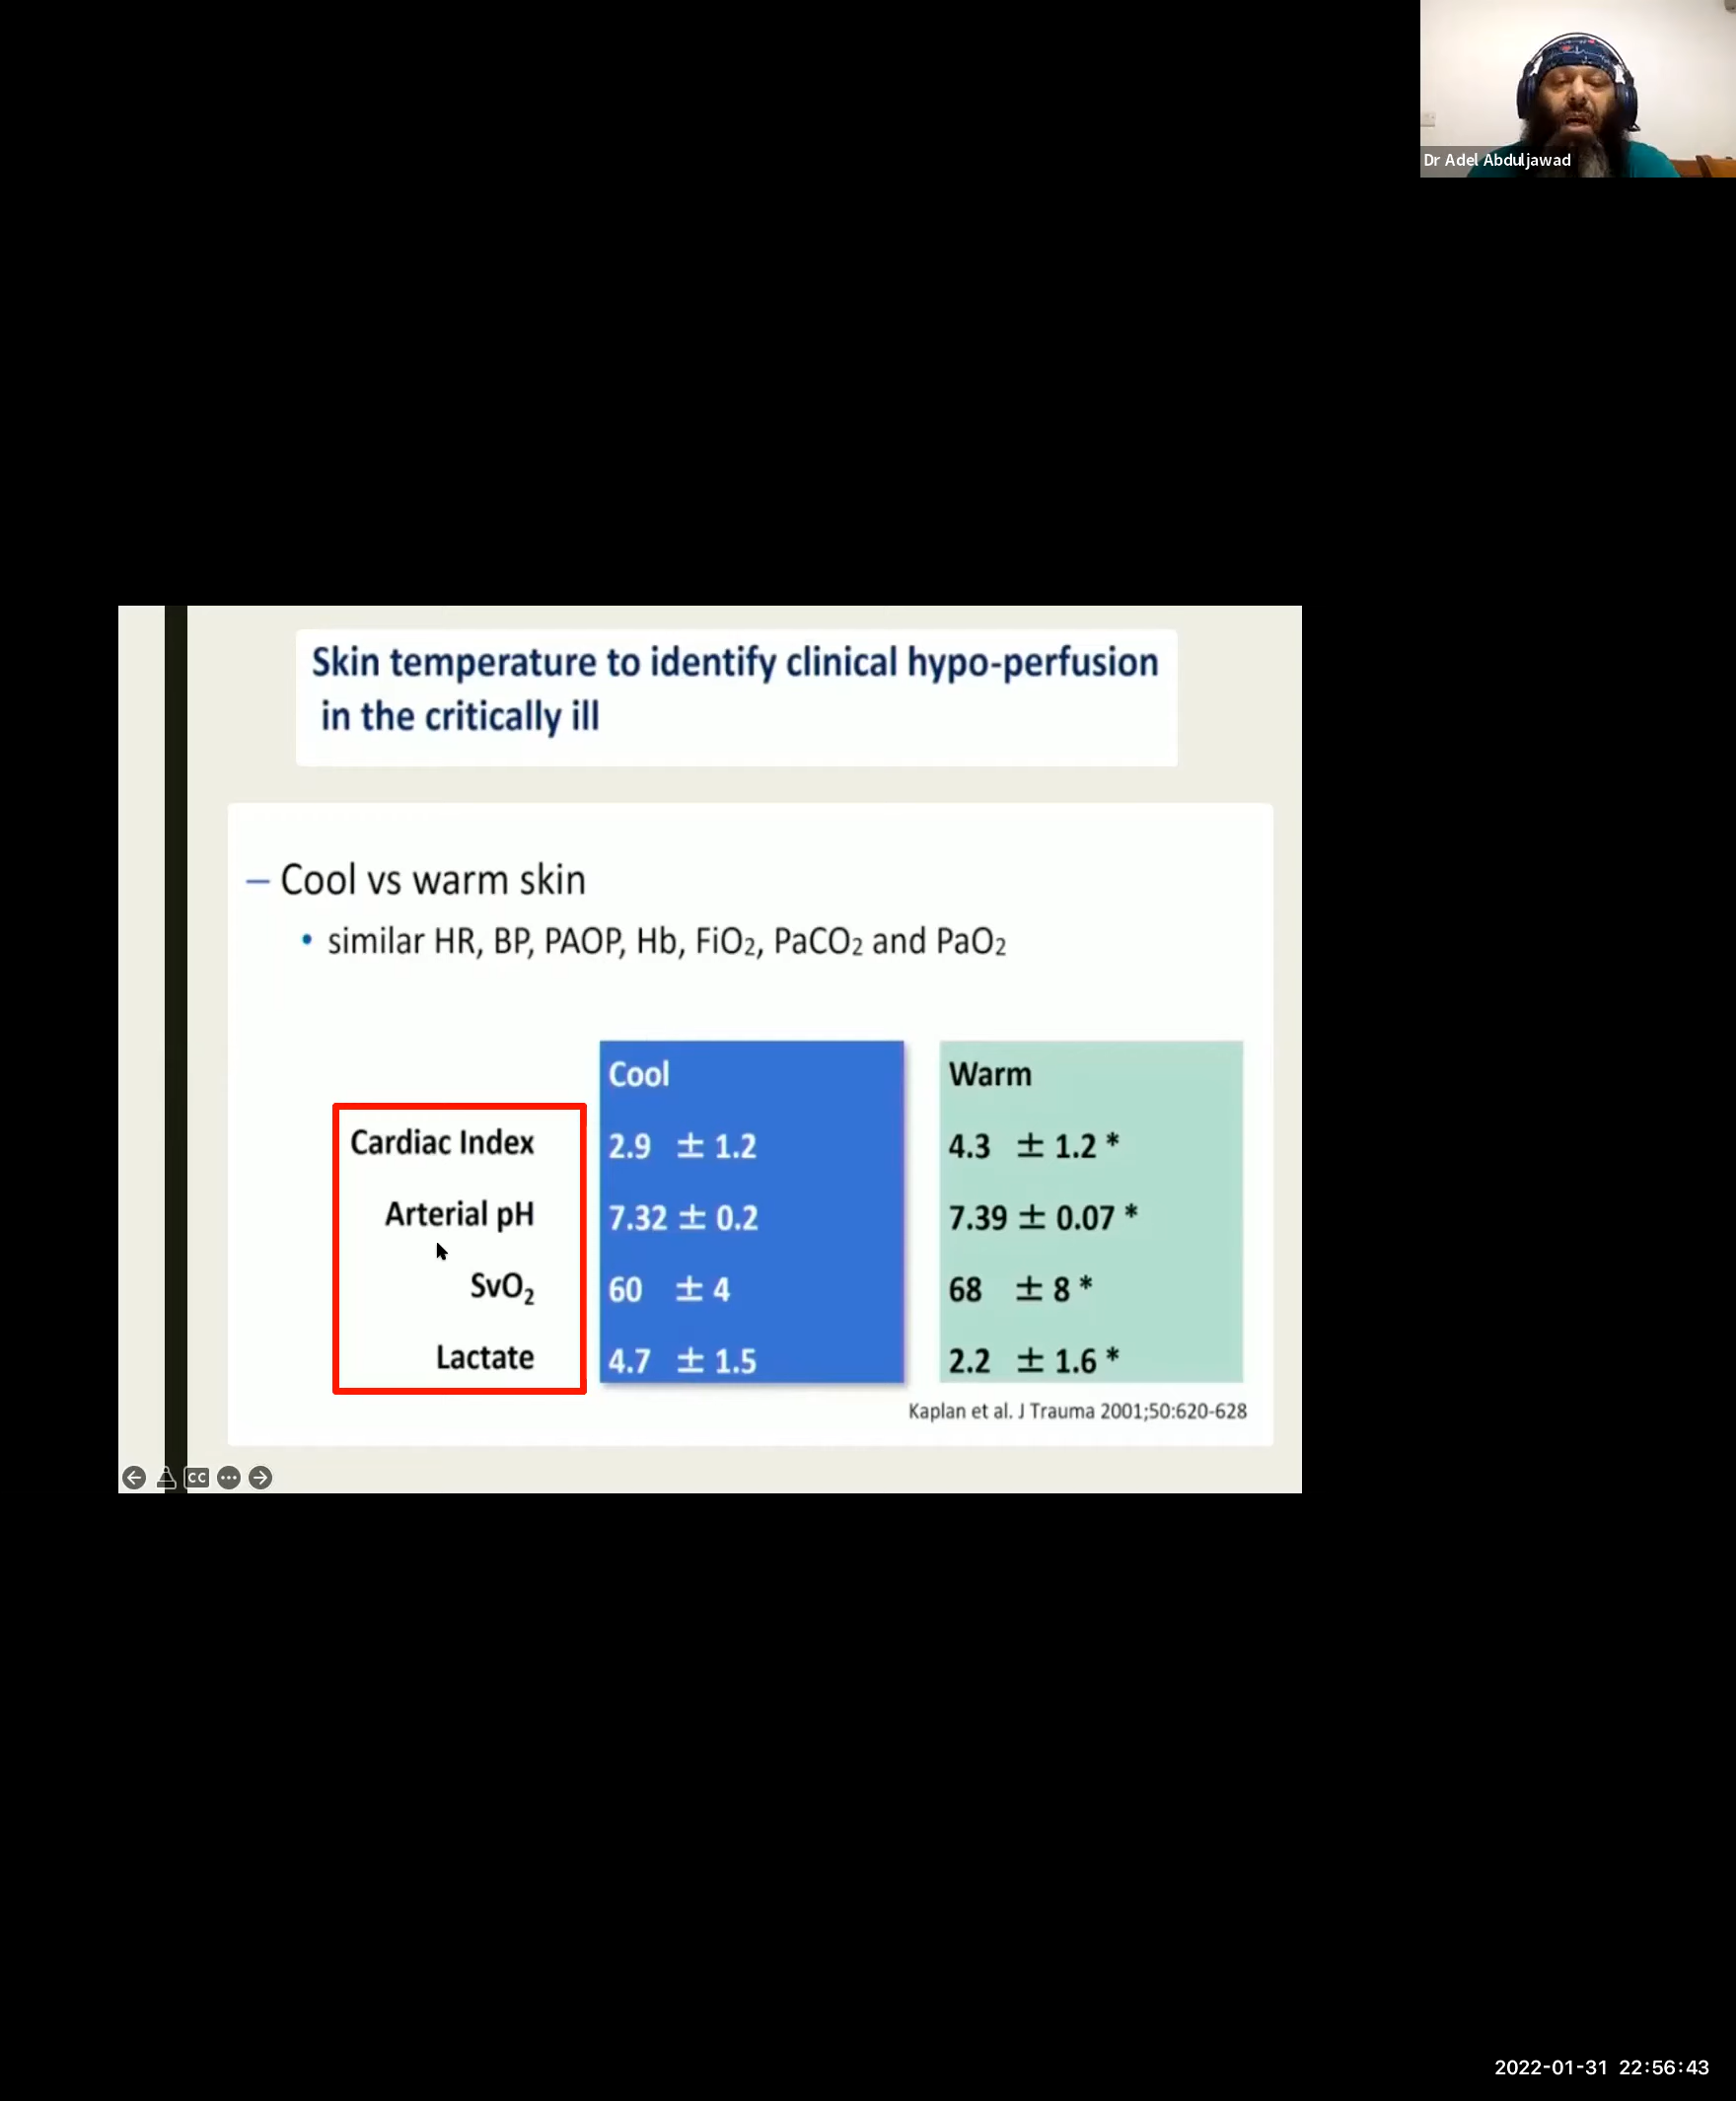 Dr Adel Abduljawad
Skin temperature to identify clinical hypo-perfusion
in the critically ill
– Cool vs warm skin
• similar HR, BP, PAOP, Hb, FiO₂, PaCO₂ and PaO₂
Cool Warm
Cardiac Index 2.9 ± 1.2 4.3 ± 1.2 *
Arterial pH 7.32 ± 0.2 7.39 ± 0.07 *
SvO₂ 60 ± 4 68 ± 8 *
Lactate 4.7 ± 1.5 2.2 ± 1.6 *
Kaplan et al. J Trauma 2001;50:620-628
CC
2022-01-31 22:56:43